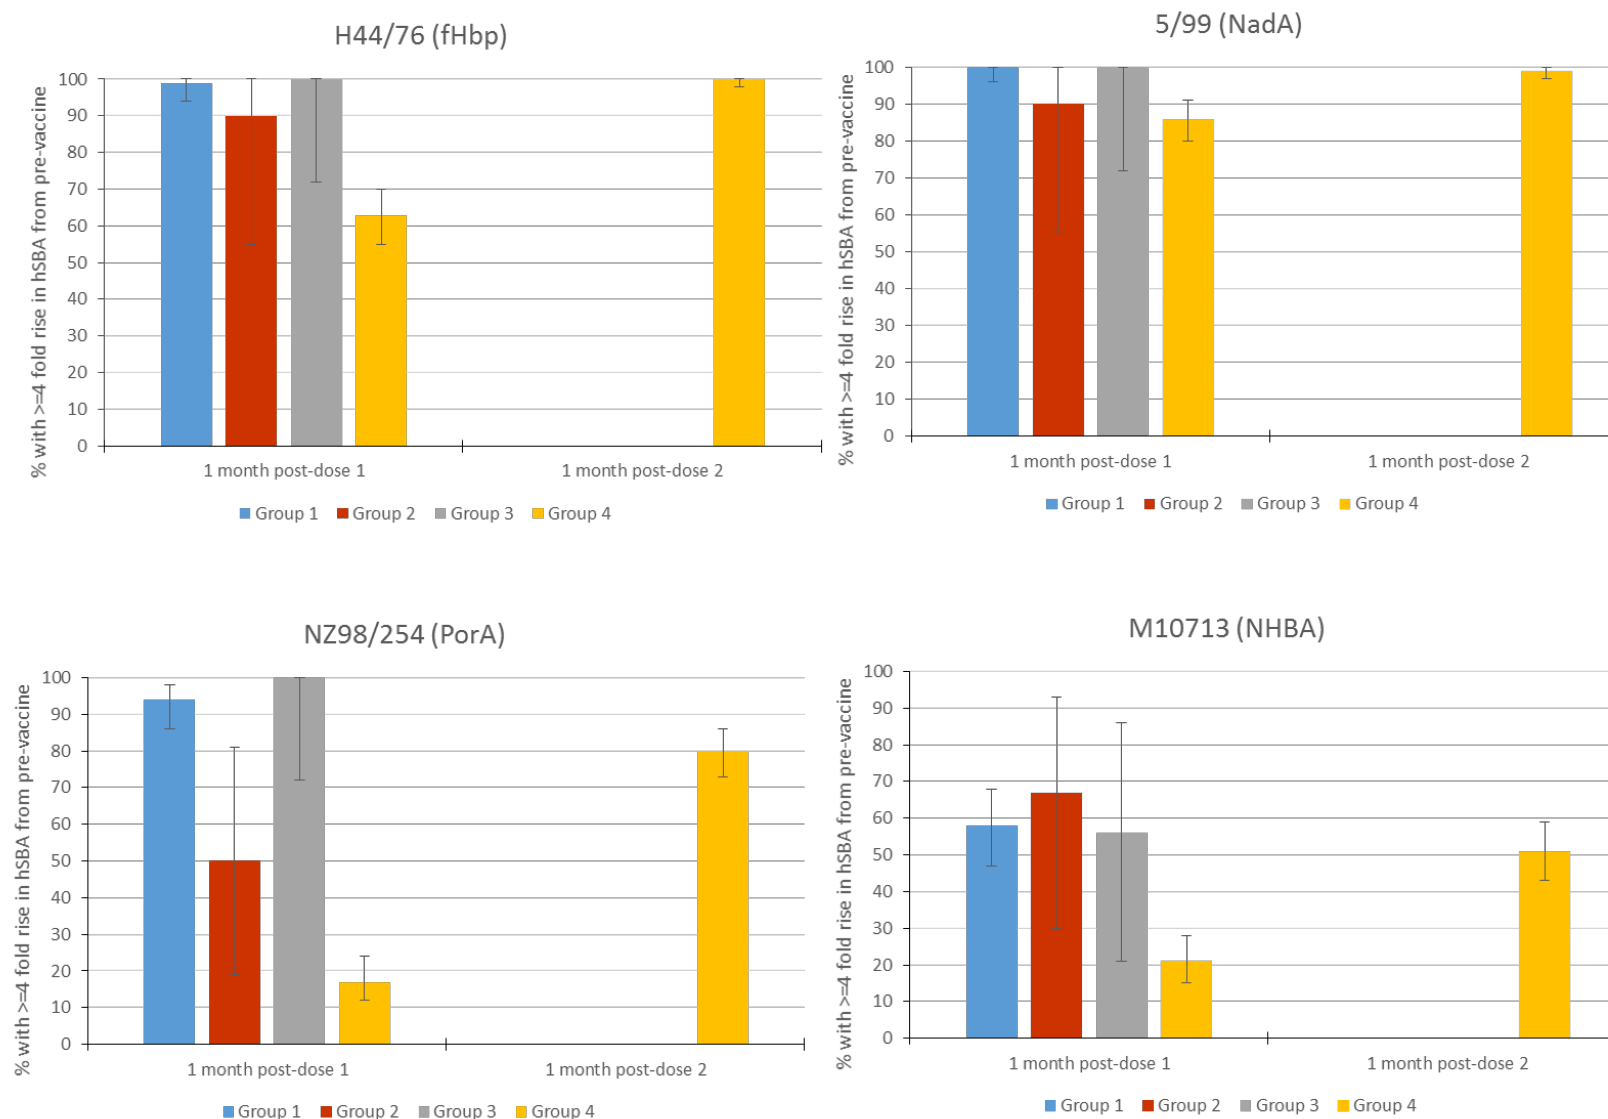 H44/76 (fHbp)
% with >=4 fold rise in hSBA from pre-vaccine
100
90
80
70
60
50
40
30
20
10
0
1 month post-dose 1
1 month post-dose 2
Group 1 Group 2 Group 3 Group 4
5/99 (NadA)
% with >=4 fold rise in hSBA from pre-vaccine
100
90
80
70
60
50
40
30
20
10
0
1 month post-dose 1
1 month post-dose 2
Group 1 Group 2 Group 3 Group 4
NZ98/254 (PorA)
% with >=4 fold rise in hSBA from pre-vaccine
100
90
80
70
60
50
40
30
20
10
0
1 month post-dose 1
1 month post-dose 2
Group 1 Group 2 Group 3 Group 4
M10713 (NHBA)
% with >=4 fold rise in hSBA from pre-vaccine
100
90
80
70
60
50
40
30
20
10
0
1 month post-dose 1
1 month post-dose 2
Group 1 Group 2 Group 3 Group 4